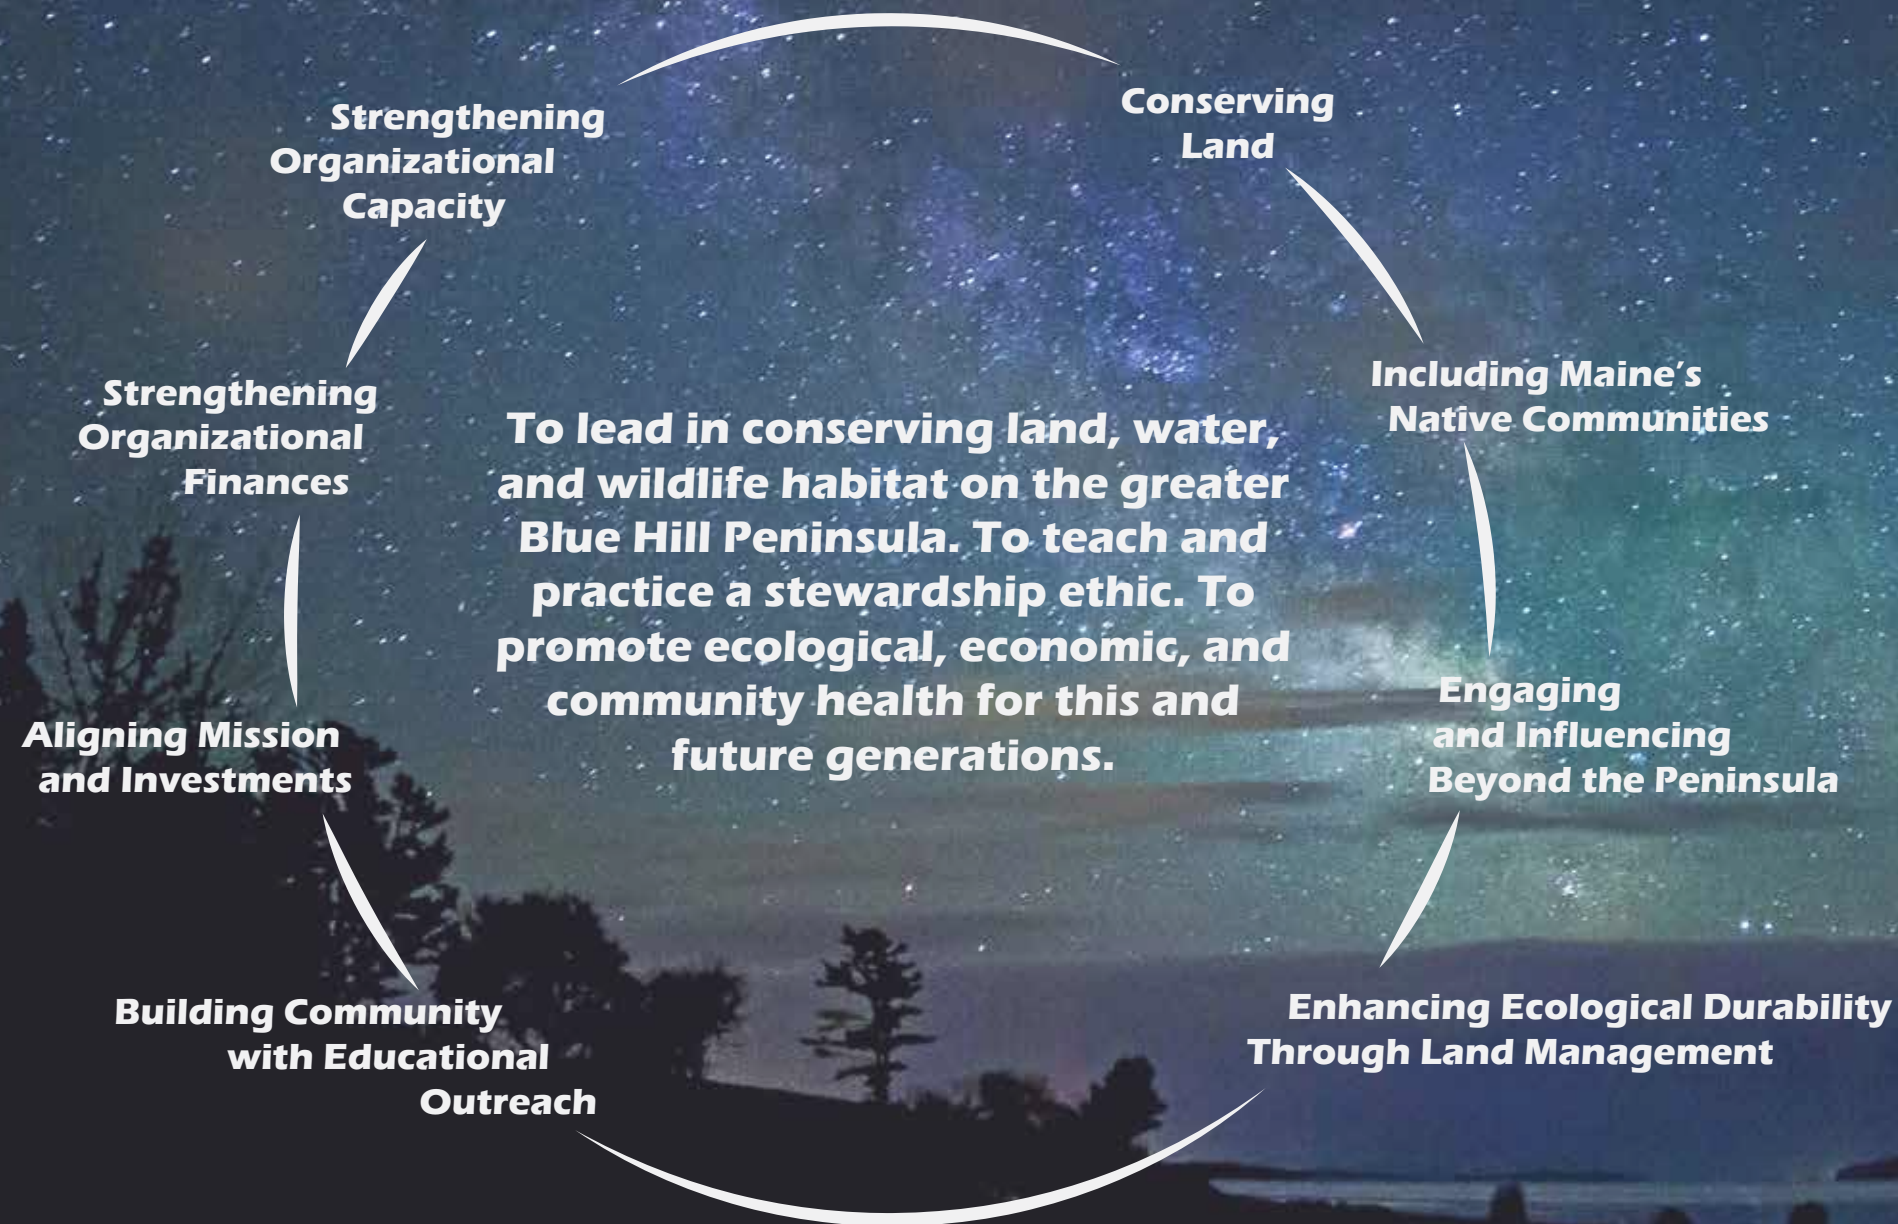 Strengthening
Organizational
Capacity
Conserving
Land
Including Maine’s
Native Communities
Engaging
and Influencing
Beyond the Peninsula
Enhancing Ecological Durability
Through Land Management
Building Community
with Educational
Outreach
Aligning Mission
and Investments
Strengthening
Organizational
Finances
To lead in conserving land, water,
and wildlife habitat on the greater
Blue Hill Peninsula. To teach and
practice a stewardship ethic. To
promote ecological, economic, and
community health for this and
future generations.